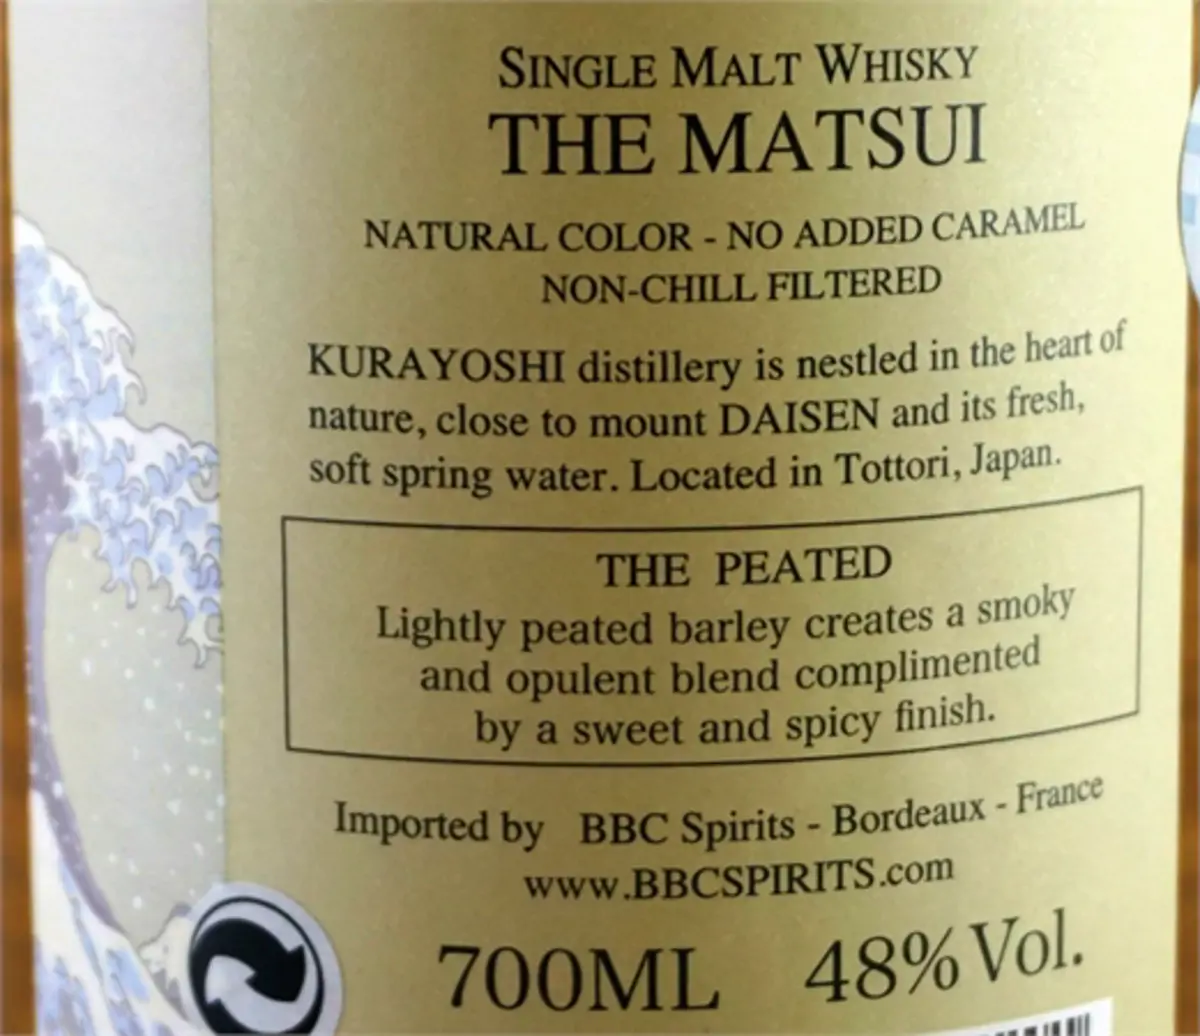 SINGLE MALT WHISKY
THE MATSUI
NATURAL COLOR - NO ADDED CARAMEL
NON-CHILL FILTERED
KURAYOSHI distillery is nestled in the heart of
nature, close to mount DAISEN and its fresh,
soft spring water. Located in Tottori, Japan.
THE PEATED
Lightly peated barley creates a smoky
and opulent blend complimented
by a sweet and spicy finish.
Imported by BBC Spirits - Bordeaux - France
www.BBCSPIRITS.com
700ML 48% Vol.